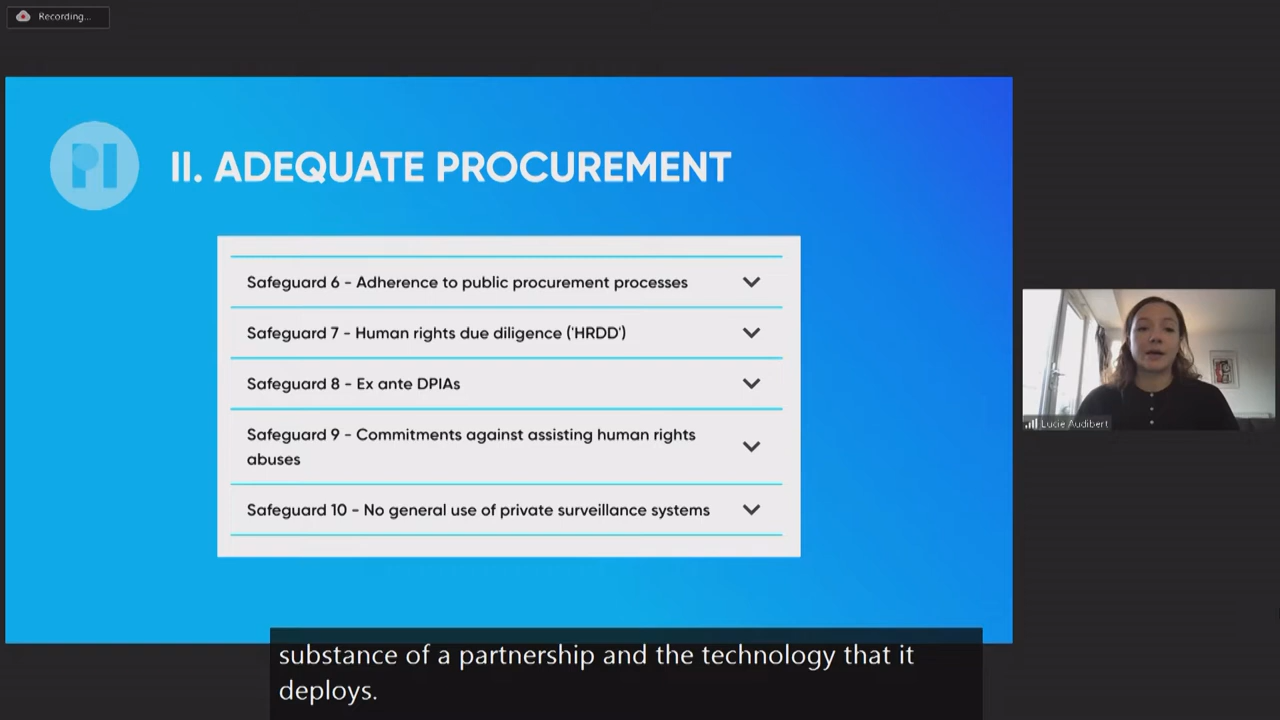 Recording...
PI
II. ADEQUATE PROCUREMENT
Safeguard 6 - Adherence to public procurement processes
Safeguard 7 - Human rights due diligence ('HRDD')
Safeguard 8 - Ex ante DPIAs
Safeguard 9 - Commitments against assisting human rights
abuses
Safeguard 10 - No general use of private surveillance systems
Lucie Audibert
substance of a partnership and the technology that it
deploys.